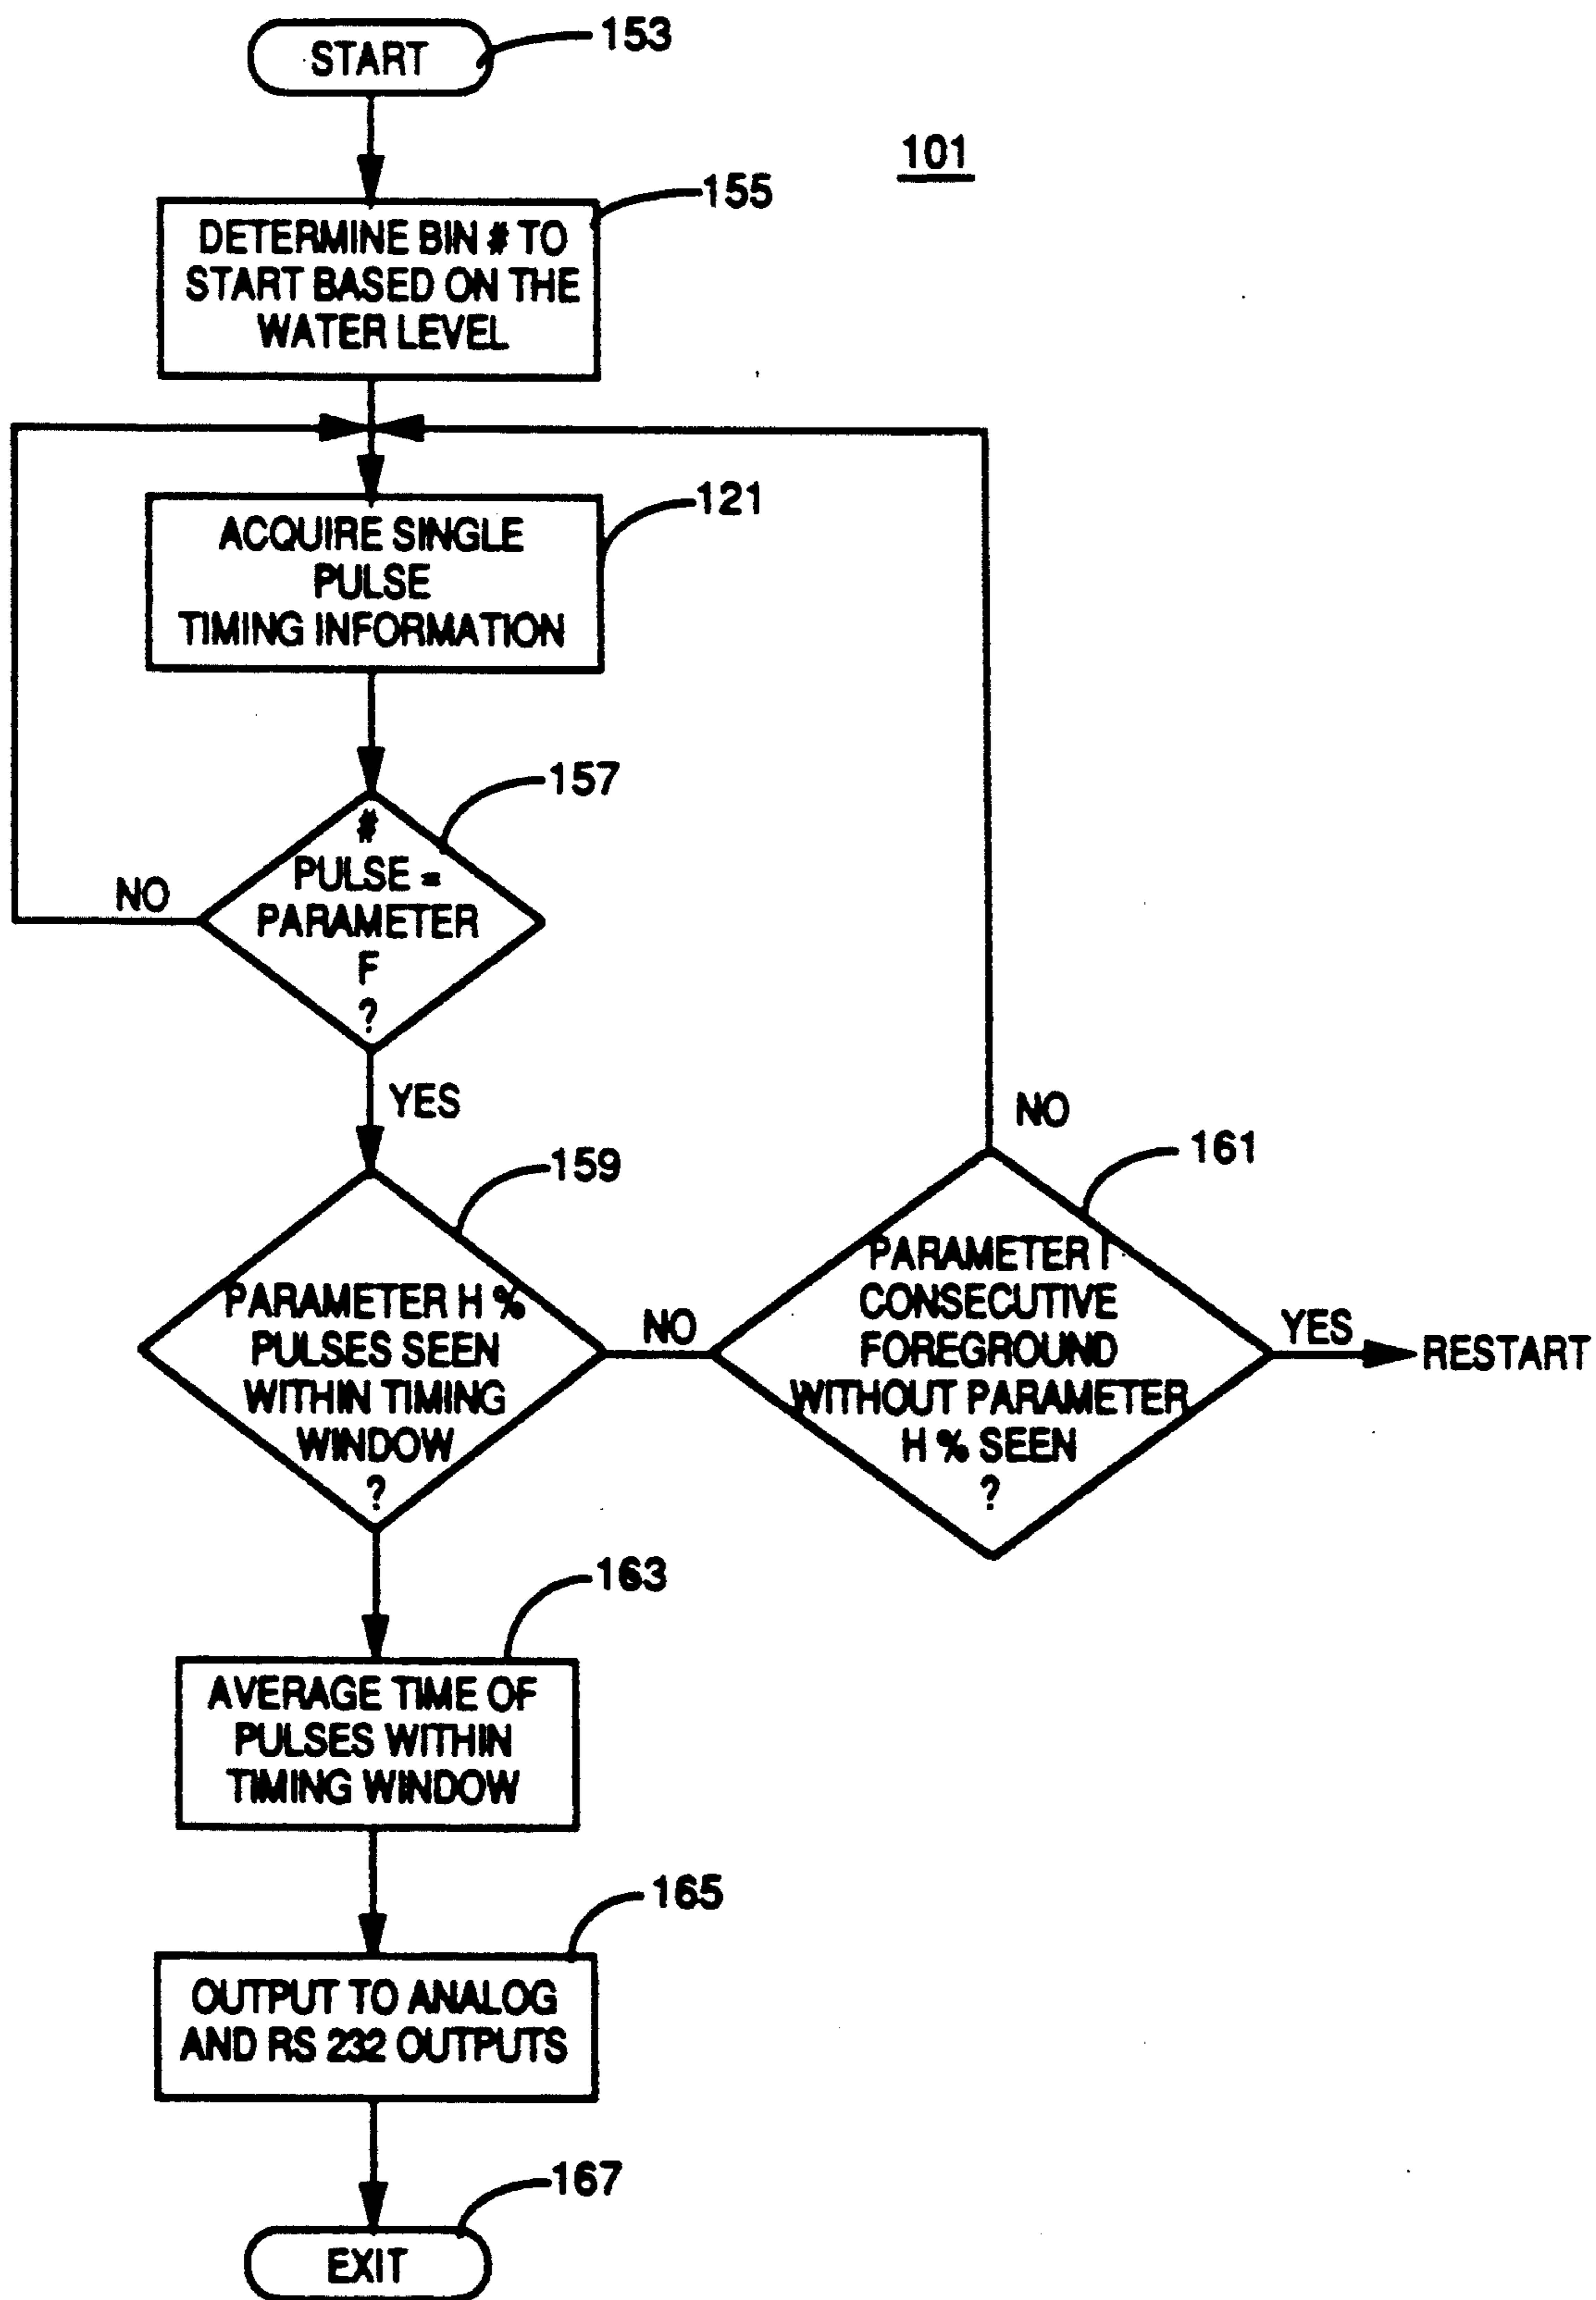 START
153
101
155
DETERMINE BIN # TO
START BASED ON THE
WATER LEVEL
121
ACQUIRE SINGLE
PULSE
TIMING INFORMATION
157
#
PULSE =
PARAMETER
F
?
NO
YES
159
PARAMETER H %
PULSES SEEN
WITHIN TIMING
WINDOW
?
NO
NO
161
PARAMETER I
CONSECUTIVE
FOREGROUND
WITHOUT PARAMETER
H % SEEN
?
YES
RESTART
163
AVERAGE TIME OF
PULSES WITHIN
TIMING WINDOW
165
OUTPUT TO ANALOG
AND RS 232 OUTPUTS
167
EXIT